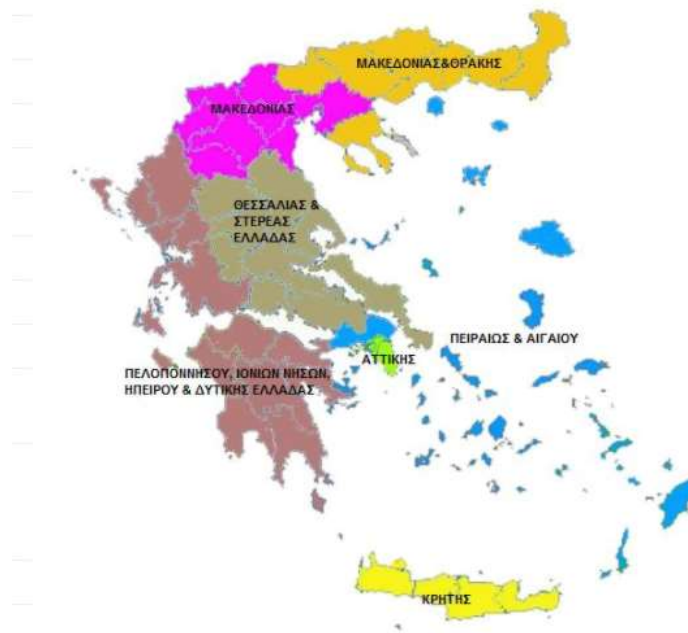 ΜΑΚΕΔΟΝΙΑΣ&ΘΡΑΚΗΣ
ΜΑΚΕΔΟΝΙΑΣ
ΘΕΣΣΑΛΙΑΣ &
ΣΤΕΡΕΑΣ
ΕΛΛΑΔΑΣ
ΠΕΙΡΑΙΩΣ & ΑΙΓΑΙΟΥ
ΑΤΤΙΚΗΣ
ΠΕΛΟΠΟΝΝΗΣΟΥ, ΙΟΝΙΩΝ ΝΗΣΩΝ,
ΗΠΕΙΡΟΥ & ΔΥΤΙΚΗΣ ΕΛΛΑΔΑΣ
ΚΡΗΤΗΣ